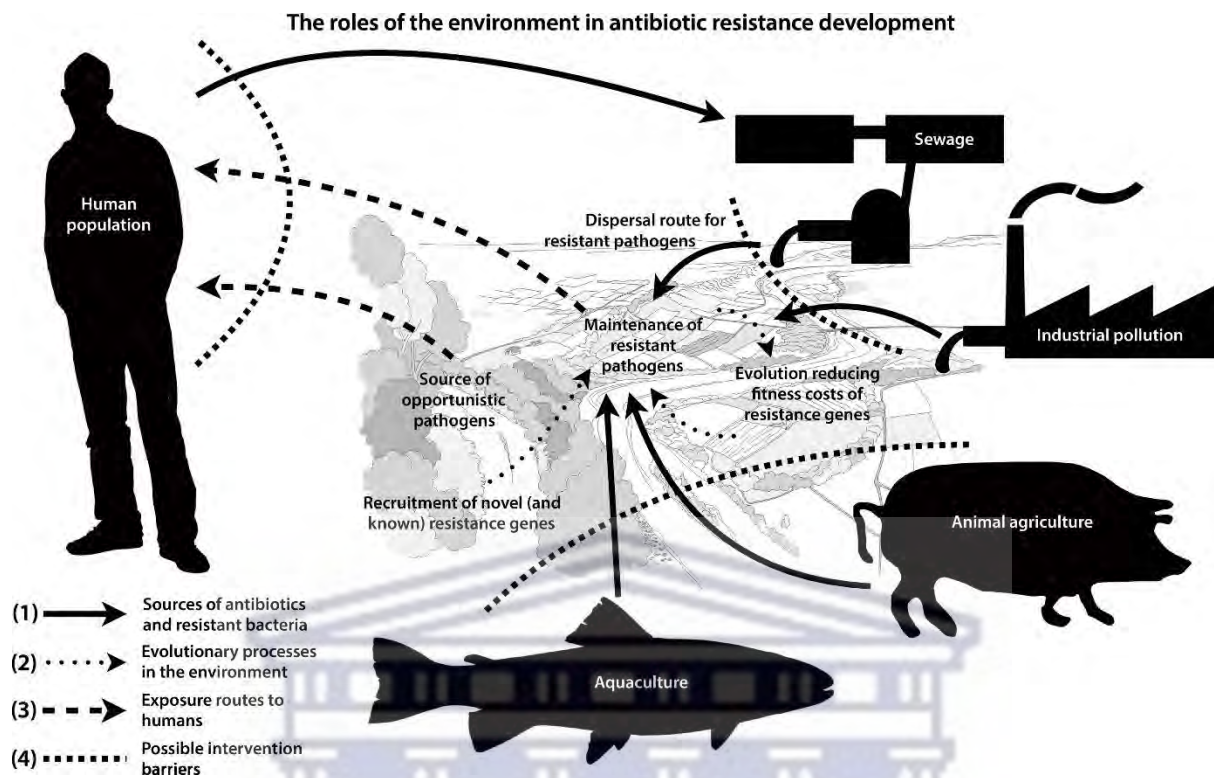 The roles of the environment in antibiotic resistance development
Sewage
Human
population
Dispersal route for
resistant pathogens
Industrial pollution
Maintenance of
resistant
pathogens
Evolution reducing
fitness costs of
resistance genes
Source of
opportunistic
pathogens
Recruitment of novel (and
known) resistance genes
Animal agriculture
Aquaculture
(1) Sources of antibiotics
and resistant bacteria
(2) Evolutionary processes
in the environment
(3) Exposure routes to
humans
(4) Possible intervention
barriers